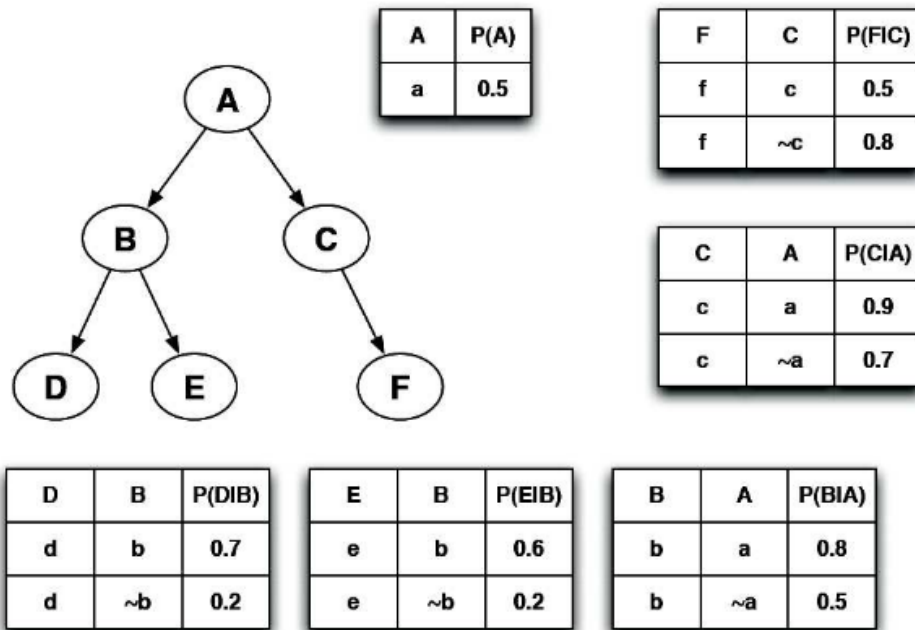 A
B
C
D
E
F
A P(A)
a 0.5
F C P(F|C)
f c 0.5
f ~c 0.8
C A P(C|A)
c a 0.9
c ~a 0.7
D B P(D|B)
d b 0.7
d ~b 0.2
E B P(E|B)
e b 0.6
e ~b 0.2
B A P(B|A)
b a 0.8
b ~a 0.5